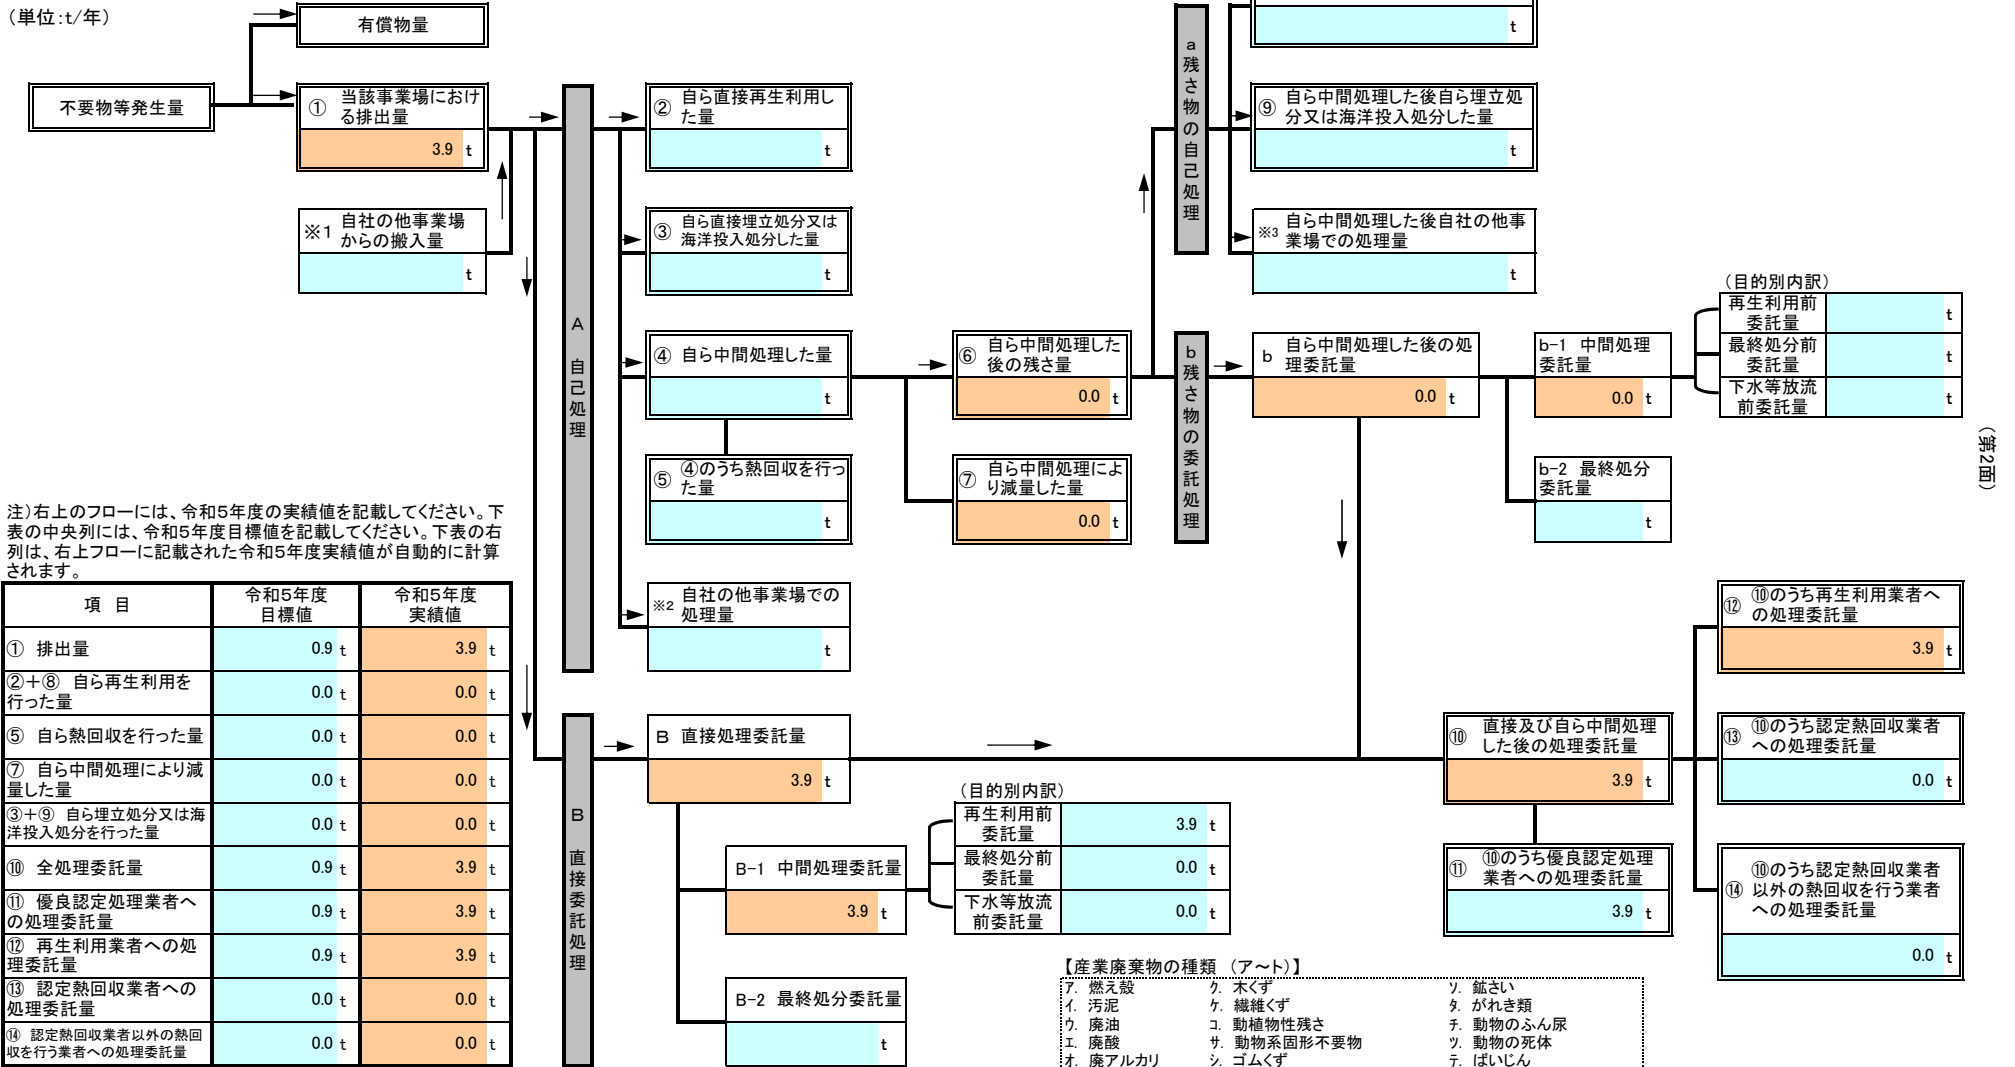 （単位：t/年）
有償物量
不要物等発生量
① 当該事業場におけ
る排出量
3.9 t
※1 自社の他事業場
からの搬入量
t
A 自己処理
② 自ら直接再生利用し
た量
t
③ 自ら直接埋立処分又は
海洋投入処分した量
t
④ 自ら中間処理した量
t
⑤ ④のうち熱回収を行っ
た量
t
※2 自社の他事業場での
処理量
t
⑥ 自ら中間処理した
後の残さ量
0.0 t
⑦ 自ら中間処理によ
り減量した量
0.0 t
a残さ物の自己処理
t
⑨ 自ら中間処理した後自ら埋立処
分又は海洋投入処分した量
t
※3 自ら中間処理した後自社の他事
業場での処理量
t
b残さ物の委託処理
b 自ら中間処理した後の処
理委託量
0.0 t
b-1 中間処理
委託量
0.0 t
b-2 最終処分
委託量
t
（目的別内訳）
再生利用前
委託量
t
最終処分前
委託量
t
下水等放流
前委託量
t
（第2面）
注）右上のフローには、令和5年度の実績値を記載してください。下
表の中央列には、令和5年度目標値を記載してください。下表の右
列は、右上フローに記載された令和5年度実績値が自動的に計算
されます。
項 目 令和5年度 目標値 令和5年度 実績値
① 排出量 0.9 t 3.9 t
②＋⑧ 自ら再生利用を
行った量 0.0 t 0.0 t
⑤ 自ら熱回収を行った量 0.0 t 0.0 t
⑦ 自ら中間処理により減
量した量 0.0 t 0.0 t
③＋⑨ 自ら埋立処分又は海
洋投入処分を行った量 0.0 t 0.0 t
⑩ 全処理委託量 0.9 t 3.9 t
⑪ 優良認定処理業者へ
の処理委託量 0.9 t 3.9 t
⑫ 再生利用業者への処
理委託量 0.9 t 3.9 t
⑬ 認定熱回収業者への
処理委託量 0.0 t 0.0 t
⑭ 認定熱回収業者以外の熱回
収を行う業者への処理委託量 0.0 t 0.0 t
B 直接委託処理
B 直接処理委託量
3.9 t
B-1 中間処理委託量
3.9 t
B-2 最終処分委託量
t
（目的別内訳）
再生利用前
委託量
3.9 t
最終処分前
委託量
0.0 t
下水等放流
前委託量
0.0 t
⑩ 直接及び自ら中間処理
した後の処理委託量
3.9 t
⑪ ⑩のうち優良認定処理
業者への処理委託量
3.9 t
⑫ ⑩のうち再生利用業者へ
の処理委託量
3.9 t
⑬ ⑩のうち認定熱回収業者
への処理委託量
0.0 t
⑭ ⑩のうち認定熱回収業者
以外の熱回収を行う業者
への処理委託量
0.0 t
【産業廃棄物の種類 （ア～ト）】
ア. 燃え殻 ク. 木くず ソ. 鉱さい
イ. 汚泥 ケ. 繊維くず タ. がれき類
ウ. 廃油 コ. 動植物性残さ チ. 動物のふん尿
エ. 廃酸 サ. 動物系固形不要物 ツ. 動物の死体
オ. 廃アルカリ シ. ゴムくず テ. ばいじん